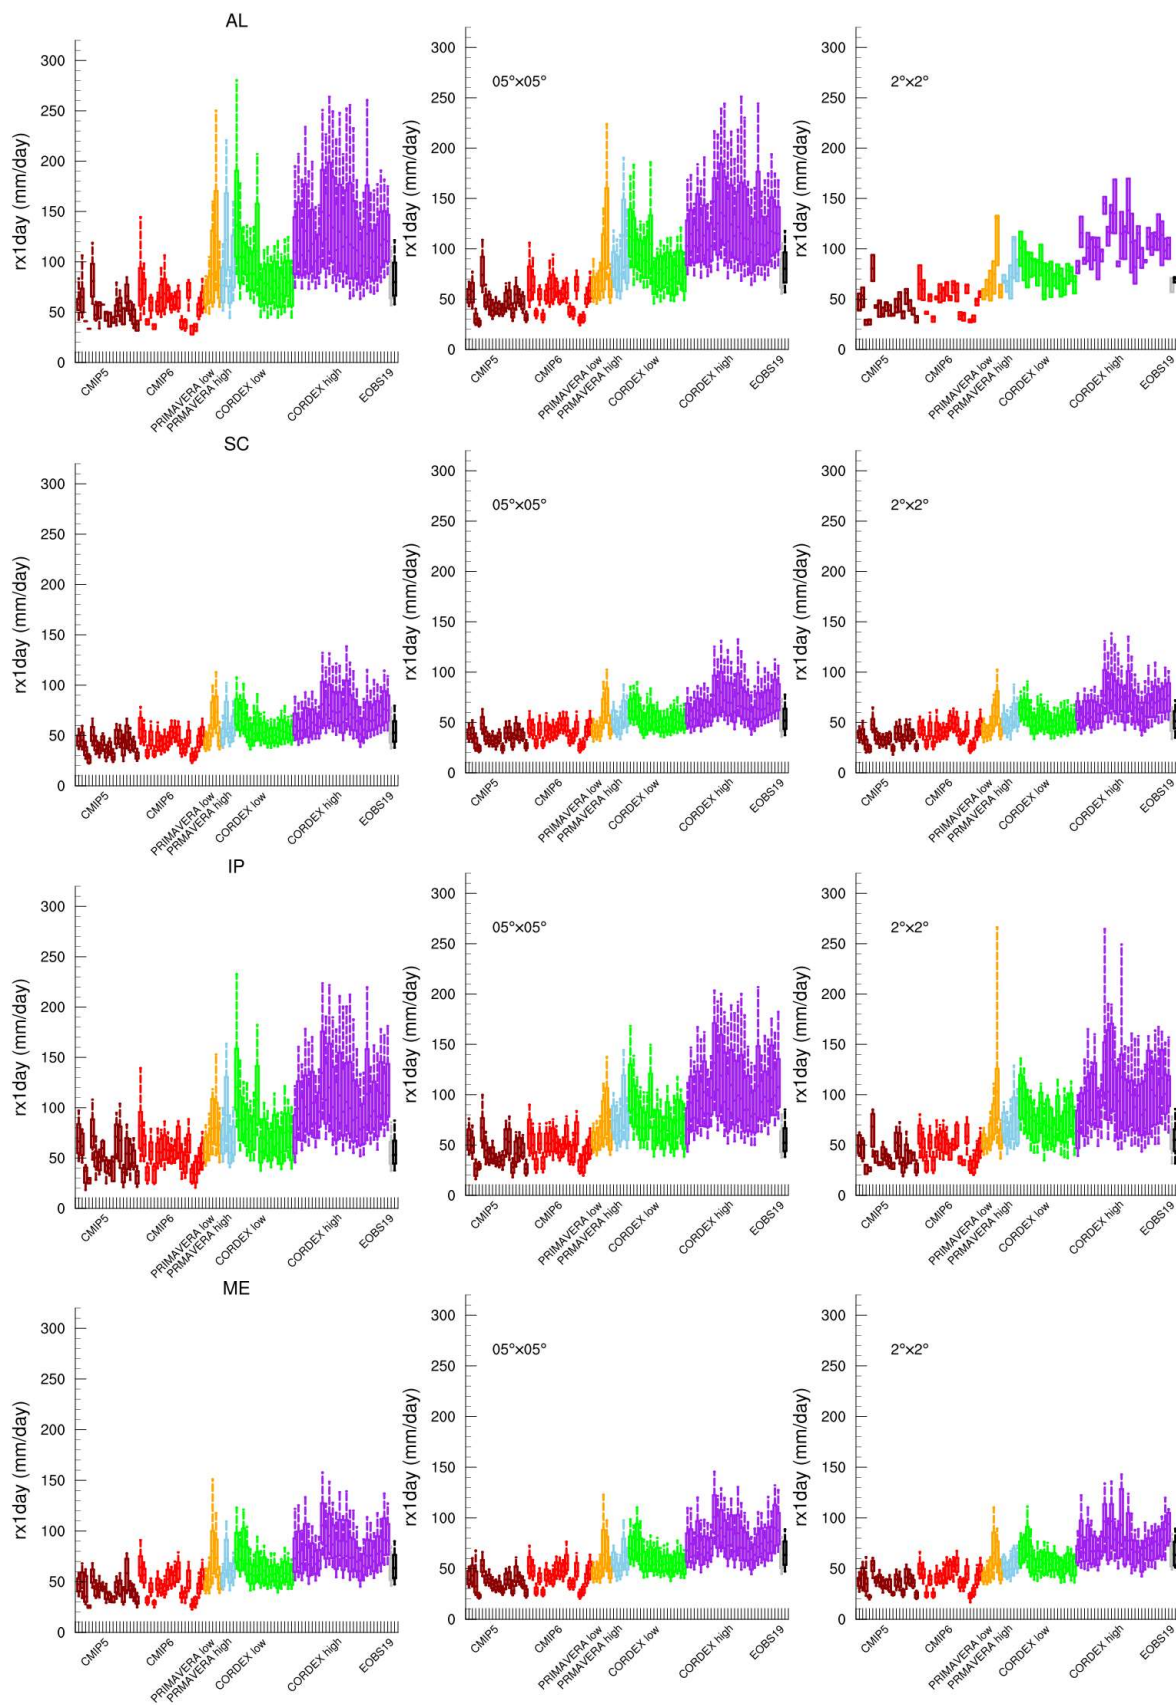 AL
rx1day (mm/day)
300
250
200
150
100
50
0
CMIP5
CMIP6
PRIMAVERA low
PRMAVERA high
CORDEX low
CORDEX high
EOBS19
05°×05°
rx1day (mm/day)
300
250
200
150
100
50
0
CMIP5
CMIP6
PRIMAVERA low
PRMAVERA high
CORDEX low
CORDEX high
EOBS19
2°×2°
rx1day (mm/day)
300
250
200
150
100
50
0
CMIP5
CMIP6
PRIMAVERA low
PRMAVERA high
CORDEX low
CORDEX high
EOBS19
SC
rx1day (mm/day)
300
250
200
150
100
50
0
CMIP5
CMIP6
PRIMAVERA low
PRMAVERA high
CORDEX low
CORDEX high
EOBS19
05°×05°
rx1day (mm/day)
300
250
200
150
100
50
0
CMIP5
CMIP6
PRIMAVERA low
PRMAVERA high
CORDEX low
CORDEX high
EOBS19
2°×2°
rx1day (mm/day)
300
250
200
150
100
50
0
CMIP5
CMIP6
PRIMAVERA low
PRMAVERA high
CORDEX low
CORDEX high
EOBS19
IP
rx1day (mm/day)
300
250
200
150
100
50
0
CMIP5
CMIP6
PRIMAVERA low
PRMAVERA high
CORDEX low
CORDEX high
EOBS19
05°×05°
rx1day (mm/day)
300
250
200
150
100
50
0
CMIP5
CMIP6
PRIMAVERA low
PRMAVERA high
CORDEX low
CORDEX high
EOBS19
2°×2°
rx1day (mm/day)
300
250
200
150
100
50
0
CMIP5
CMIP6
PRIMAVERA low
PRMAVERA high
CORDEX low
CORDEX high
EOBS19
ME
rx1day (mm/day)
300
250
200
150
100
50
0
CMIP5
CMIP6
PRIMAVERA low
PRMAVERA high
CORDEX low
CORDEX high
EOBS19
05°×05°
rx1day (mm/day)
300
250
200
150
100
50
0
CMIP5
CMIP6
PRIMAVERA low
PRMAVERA high
CORDEX low
CORDEX high
EOBS19
2°×2°
rx1day (mm/day)
300
250
200
150
100
50
0
CMIP5
CMIP6
PRIMAVERA low
PRMAVERA high
CORDEX low
CORDEX high
EOBS19